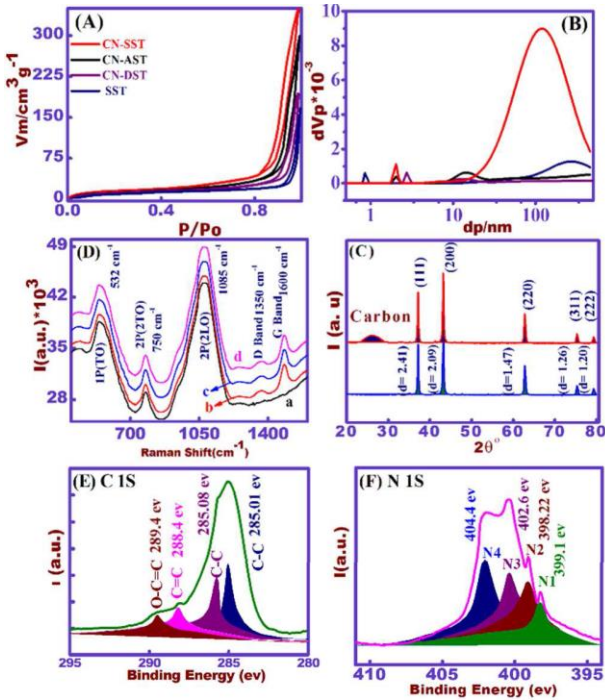 (A)
CN-SST
CN-AST
CN-DST
SST
Vm/cm³ g⁻¹
300
225
150
75
0
0.0 0.4 0.8
P/Po
(B)
dVp*10⁻³
10
8
6
4
2
0
1 10 100
dp/nm
(D)
I(a.u.)*10³
49
42
35
28
532 cm⁻¹
1P(TO)
2P(2TO)
750 cm⁻¹
2P(2LO)
1085 cm⁻¹
D Band 1350 cm⁻¹
G Band 1600 cm⁻¹
d
c
b
a
700 1050 1400
Raman Shift(cm⁻¹)
(C)
I (a. u)
Carbon
(111)
(200)
(220)
(311)
(222)
(d= 2.41)
(d= 2.09)
(d=1.47)
(d= 1.26)
(d= 1.20)
20 30 40 50 60 70 80
2θ°
(E) C 1S
(a.u.)
O-C=C 289.4 ev
C=C 288.4 ev
285.08 ev
C-C
C-C 285.01 ev
295 290 285 280
Binding Energy (ev)
(F) N 1S
I(a.u.)
404.4 ev
402.6 ev
398.22 ev
399.1 ev
N4
N3
N2
N1
410 405 400 395
Binding Energy (ev)